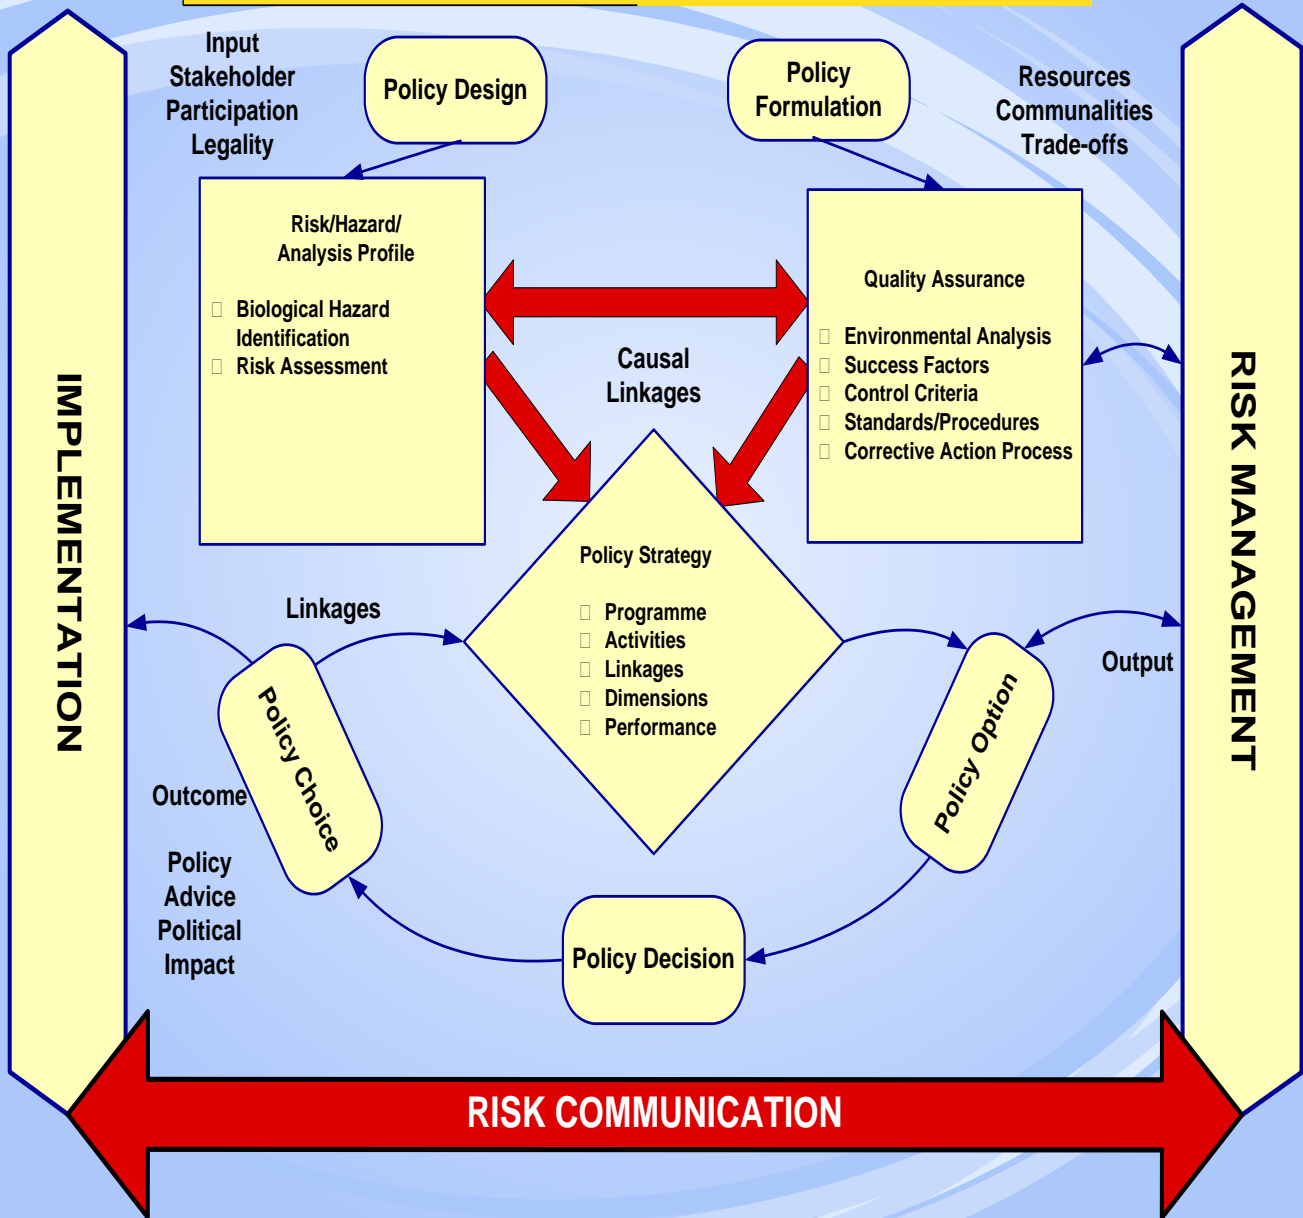 Input
Stakeholder
Participation
Legality
Policy Design
Policy
Formulation
Resources
Communalities
Trade-offs
Risk/Hazard/
Analysis Profile
Biological Hazard
Identification
Risk Assessment
Quality Assurance
Environmental Analysis
Success Factors
Control Criteria
Standards/Procedures
Corrective Action Process
Causal
Linkages
IMPLEMENTATION
RISK MANAGEMENT
Policy Strategy
Programme
Activities
Linkages
Dimensions
Performance
Linkages
Output
Policy Choice
Policy Option
Outcome
Policy
Advice
Political
Impact
Policy Decision
RISK COMMUNICATION